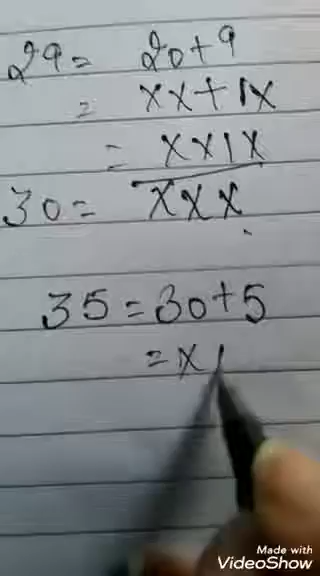 29 = 20+9
= XX+IX
= XXIX
30 = XXX
35 = 30+5
= X
Made with
VideoShow